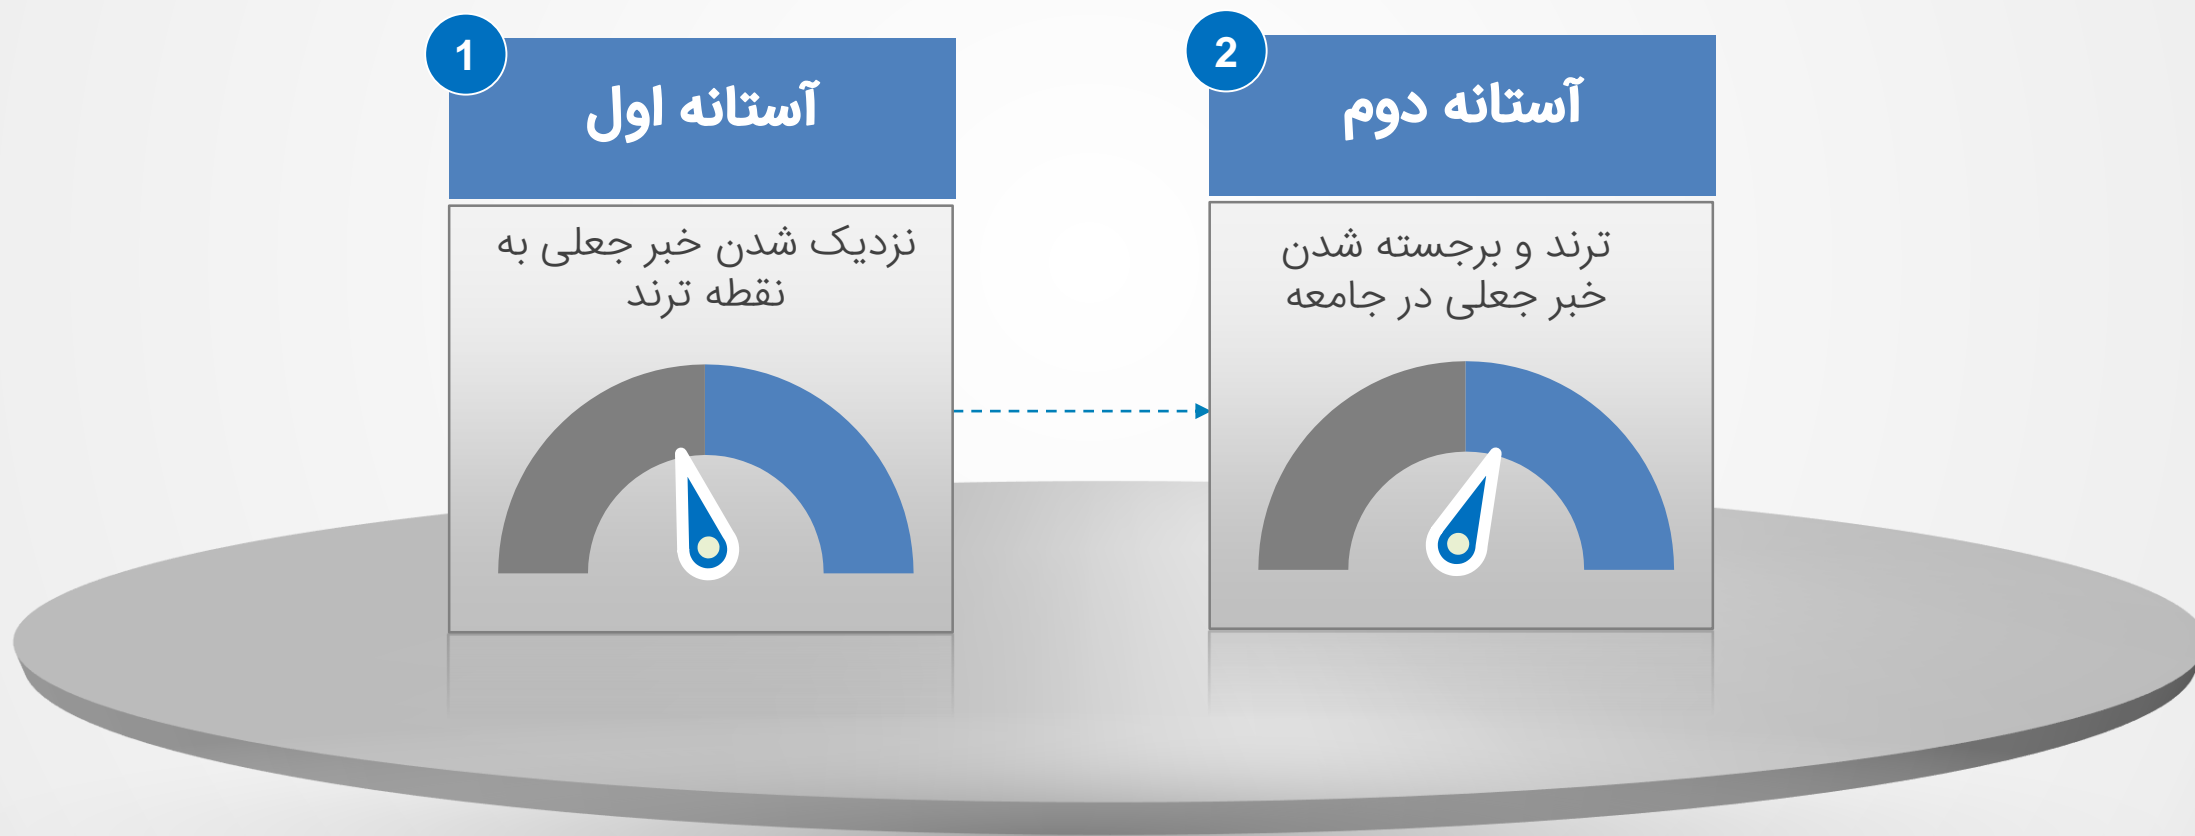 1
آستانه اول
نزدیک شدن خبر جعلی به
نقطه ترند
2
آستانه دوم
ترند و برجسته شدن
خبر جعلی در جامعه